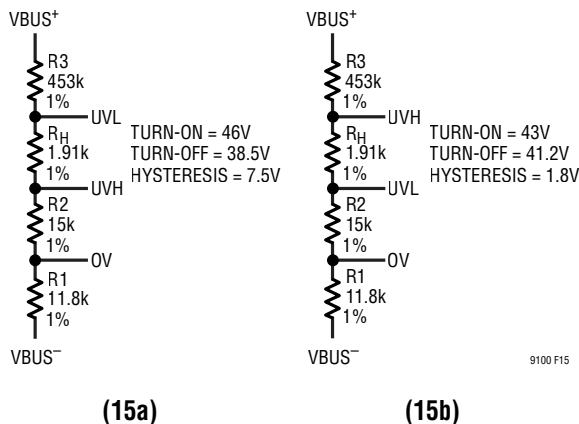 VBUS+
R3
453k
1%
UVL
RH
1.91k
1%
TURN-ON = 46V
TURN-OFF = 38.5V
HYSTERESIS = 7.5V
UVH
R2
15k
1%
OV
R1
11.8k
1%
VBUS−
(15a)
VBUS+
R3
453k
1%
UVH
RH
1.91k
1%
TURN-ON = 43V
TURN-OFF = 41.2V
HYSTERESIS = 1.8V
UVL
R2
15k
1%
OV
R1
11.8k
1%
VBUS−
9100 F15
(15b)